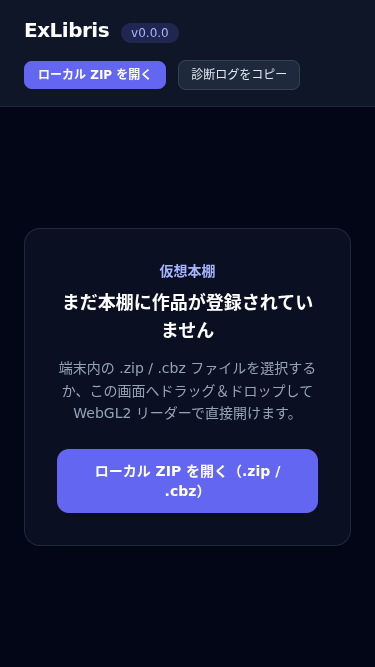 ExLibris
v0.0.0
ローカル ZIP を開く
診断ログをコピー
仮想本棚
まだ本棚に作品が登録されてい
ません
端末内の .zip / .cbz ファイルを選択する
か、この画面へドラッグ＆ドロップして
WebGL2 リーダーで直接開けます。
ローカル ZIP を開く（.zip /
.cbz）